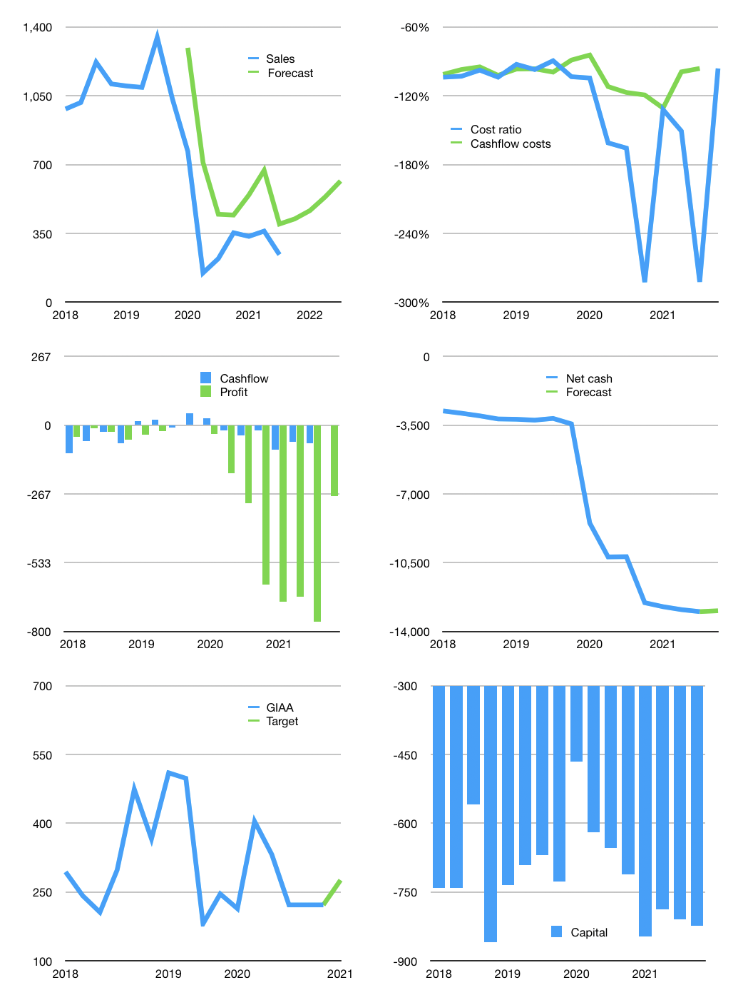 1,400
1,050
700
350
0
2018 2019 2020 2021 2022
Sales
Forecast
-60%
-120%
-180%
-240%
-300%
2018 2019 2020 2021
Cost ratio
Cashflow costs
267
0
-267
-533
-800
2018 2019 2020 2021
Cashflow
Profit
0
-3,500
-7,000
-10,500
-14,000
2018 2019 2020 2021
Net cash
Forecast
700
550
400
250
100
2018 2019 2020 2021
GIAA
Target
-300
-450
-600
-750
-900
2018 2019 2020 2021
Capital